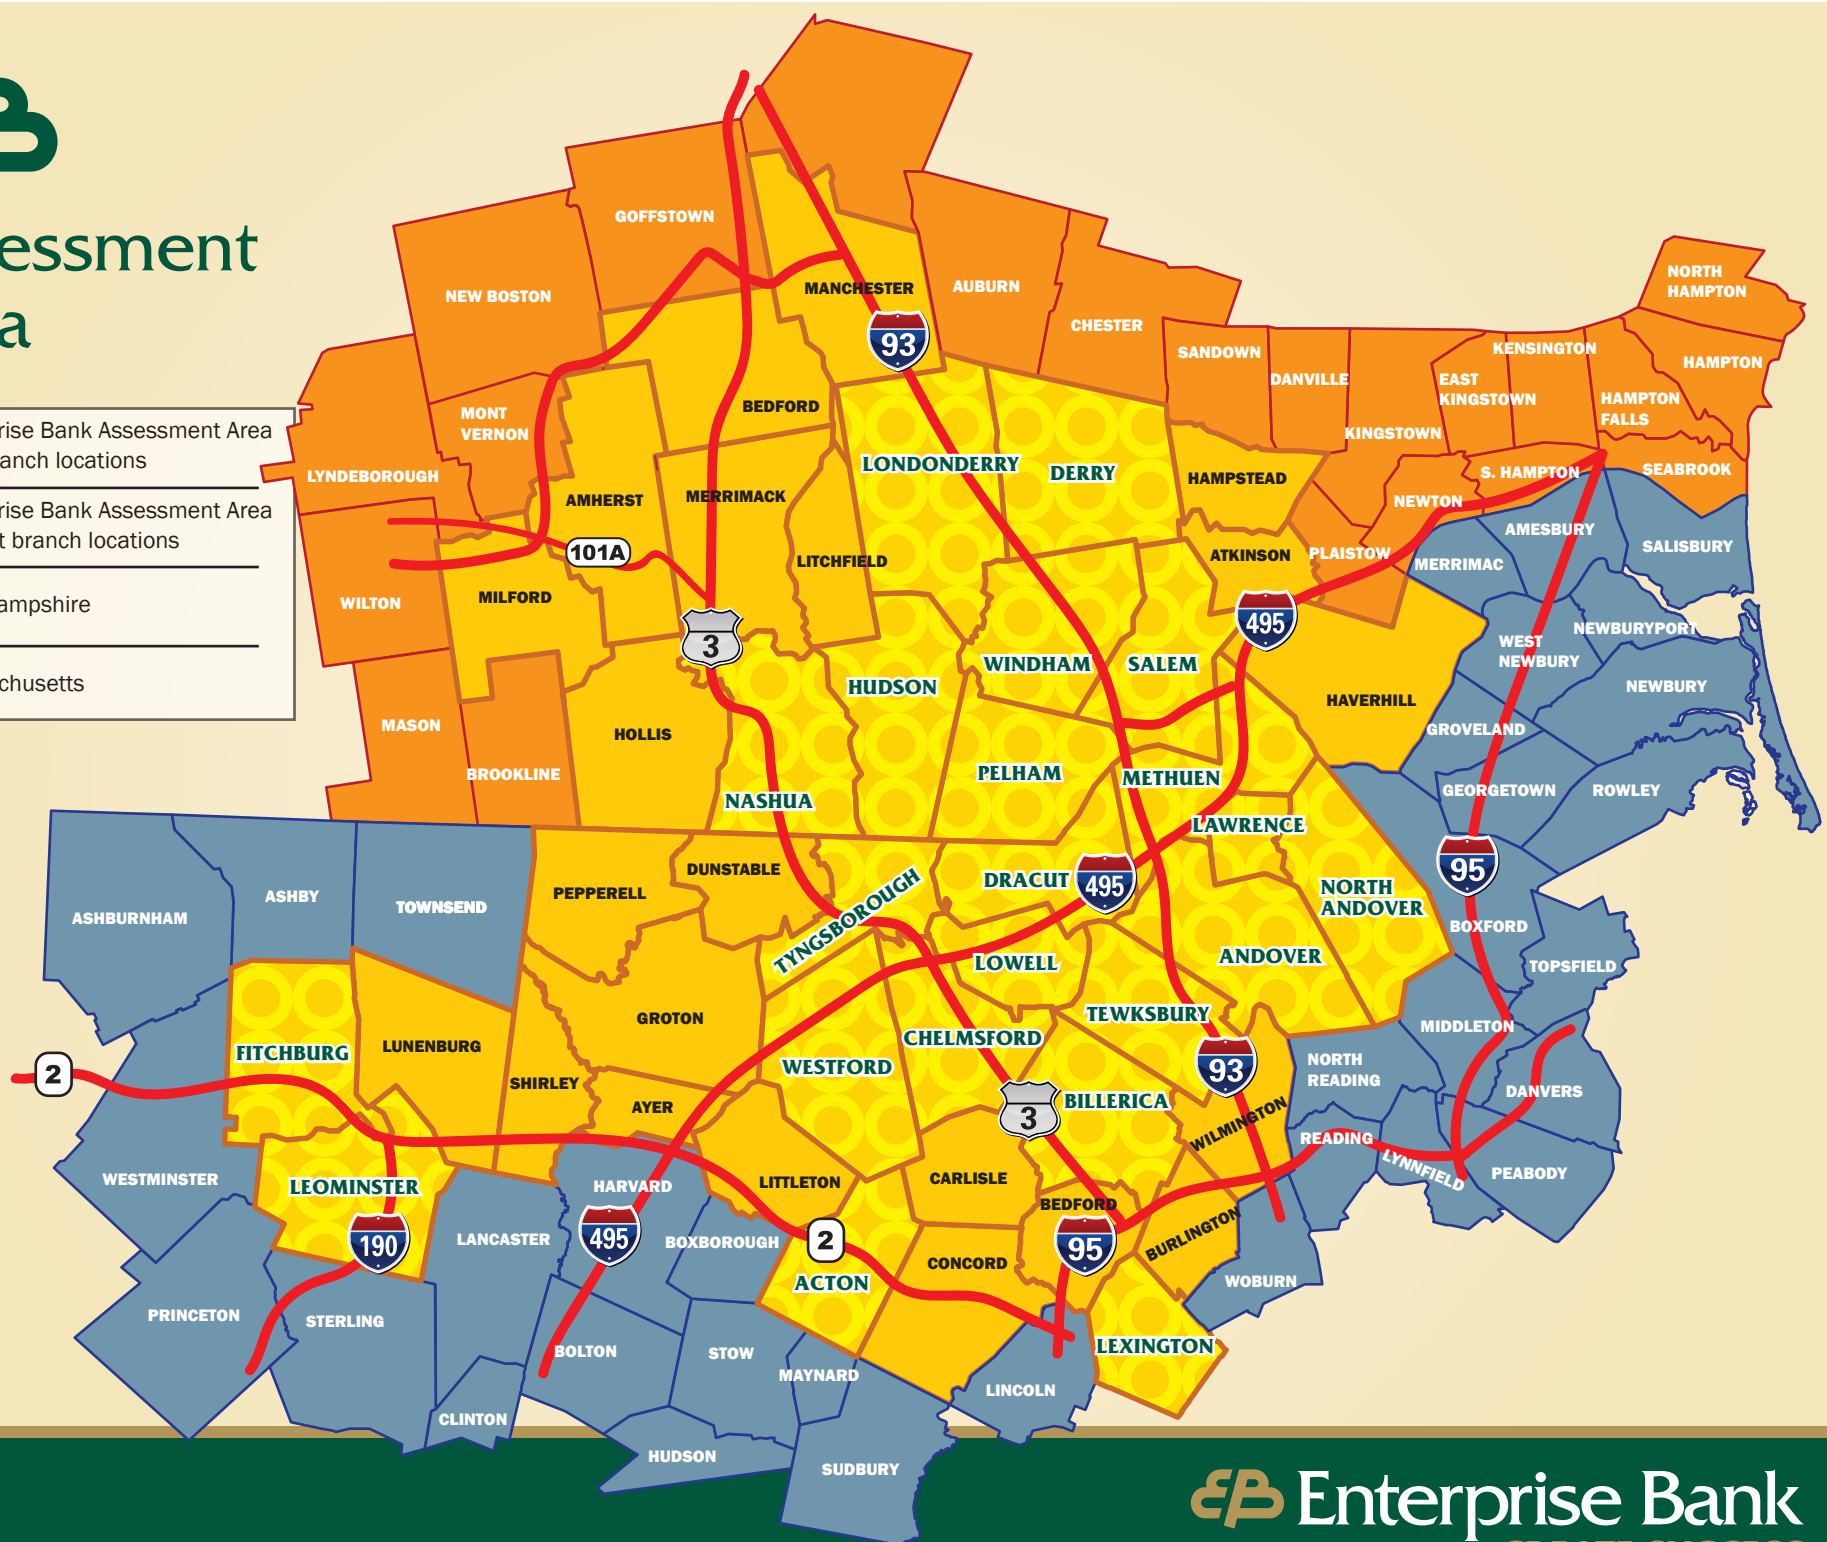 essment
a
rise Bank Assessment Area
anch locations
rise Bank Assessment Area
t branch locations
ampshire
chusetts
GOFFSTOWN
NEW BOSTON
MANCHESTER
AUBURN
CHESTER
93
NORTH
HAMPTON
SANDOWN
DANVILLE
KINGSTOWN
EAST
KINGSTOWN
KENSINGTON
HAMPTON
HAMPTON
FALLS
MONT
VERNON
BEDFORD
LYNDEBOROUGH
AMHERST
MERRIMACK
LONDONDERRY
DERRY
HAMPSTEAD
NEWTON
S. HAMPTON
SEABROOK
101A
LITCHFIELD
ATKINSON
PLAISTOW
MERRIMAC
AMESBURY
SALISBURY
WILTON
MILFORD
3
495
WINDHAM
SALEM
WEST
NEWBURY
NEWBURYPORT
HUDSON
HAVERHILL
NEWBURY
MASON
HOLLIS
GROVELAND
BROOKLINE
NASHUA
PELHAM
METHUEN
GEORGETOWN
ROWLEY
LAWRENCE
PEPPERELL
DUNSTABLE
TYNGSBOROUGH
DRACUT
495
95
NORTH
ANDOVER
ASHBURNHAM
ASHBY
TOWNSEND
BOXFORD
LOWELL
ANDOVER
TOPSFIELD
GROTON
TEWKSBURY
MIDDLETON
FITCHBURG
LUNENBURG
CHELMSFORD
2
SHIRLEY
AYER
WESTFORD
93
NORTH
READING
3
BILLERICA
DANVERS
WILMINGTON
READING
LYNNFIELD
PEABODY
WESTMINSTER
LEOMINSTER
HARVARD
LITTLETON
CARLISLE
BEDFORD
190
LANCASTER
495
BOXBOROUGH
2
95
BURLINGTON
CONCORD
ACTON
WOBURN
PRINCETON
STERLING
BOLTON
STOW
MAYNARD
LEXINGTON
LINCOLN
CLINTON
HUDSON
SUDBURY
Enterprise Bank